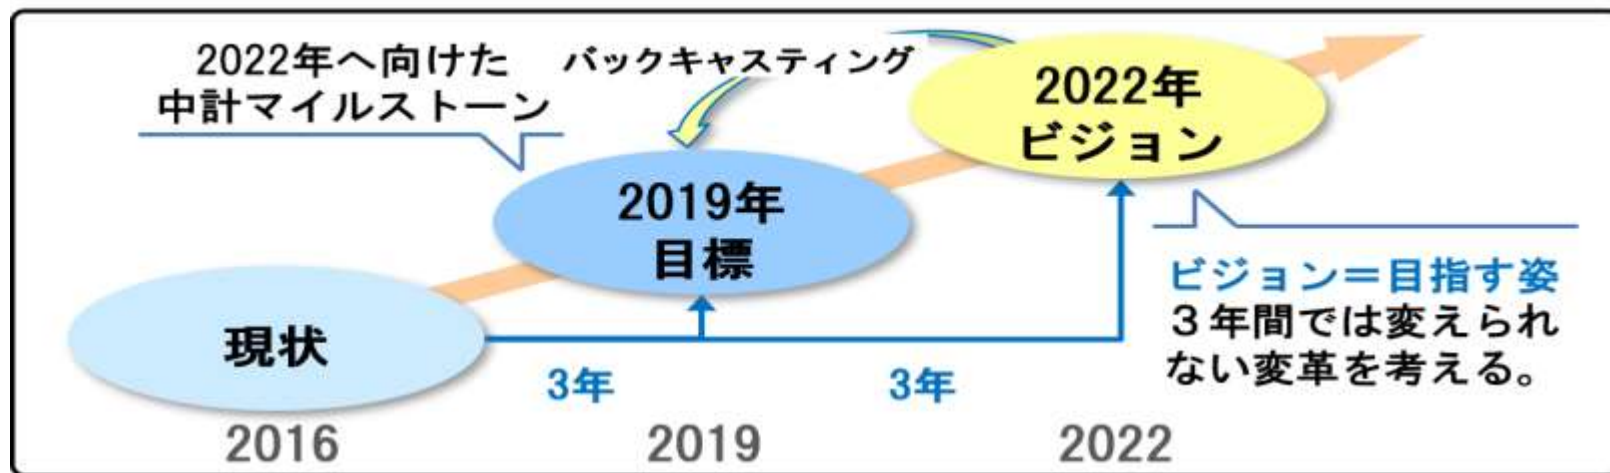 2022年へ向けた
中計マイルストーン
バックキャスティング
2022年
ビジョン
2019年
目標
現状
ビジョン＝目指す姿
３年間では変えられ
ない変革を考える。
3年
3年
2016
2019
2022